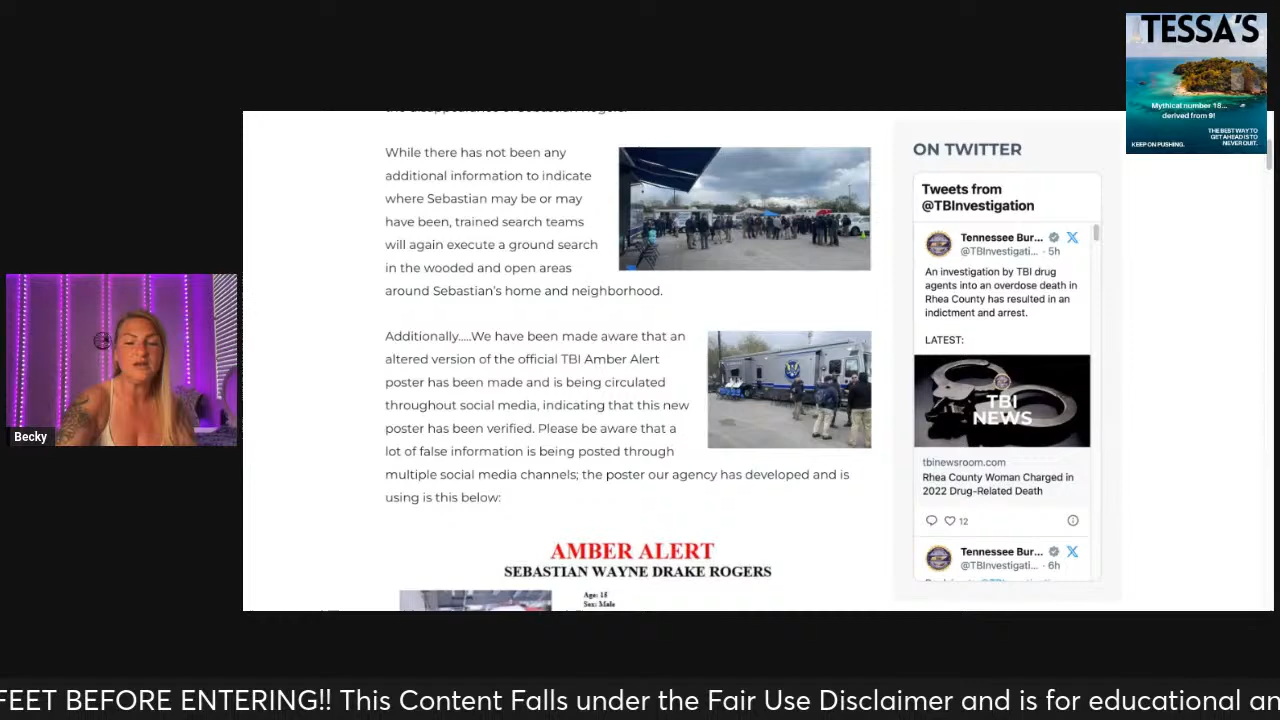 TESSA'S
Mythical number 18...
derived from 9!
THE BEST WAY TO
GET AHEAD IS TO
NEVER QUIT.
KEEP ON PUSHING.
While there has not been any
additional information to indicate
where Sebastian may be or may
have been, trained search teams
will again execute a ground search
in the wooded and open areas
around Sebastian's home and neighborhood.
Additionally.....We have been made aware that an
altered version of the official TBI Amber Alert
poster has been made and is being circulated
throughout social media, indicating that this new
poster has been verified. Please be aware that a
lot of false information is being posted through
multiple social media channels; the poster our agency has developed and is
using is this below:
AMBER ALERT
SEBASTIAN WAYNE DRAKE ROGERS
Age: 15
Sex: Male
ON TWITTER
Tweets from
@TBInvestigation
Tennessee Bur...
@TBInvestigati... · 5h
An investigation by TBI drug
agents into an overdose death in
Rhea County has resulted in an
indictment and arrest.
LATEST:
TBI
NEWS
tbinewsroom.com
Rhea County Woman Charged in
2022 Drug-Related Death
12
Tennessee Bur...
@TBInvestigati... · 6h
Becky
FEET BEFORE ENTERING!! This Content Falls under the Fair Use Disclaimer and is for educational an